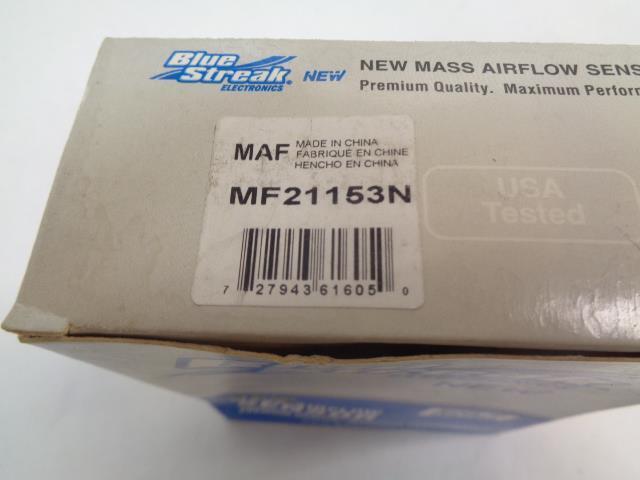 Blue
Streak
ELECTRONICS
NEW
NEW MASS AIRFLOW SENS
Premium Quality. Maximum Perform
MAF
MADE IN CHINA
FABRIQUÉ EN CHINE
HENCHO EN CHINA
MF21153N
7 27943 61605 0
USA
Tested